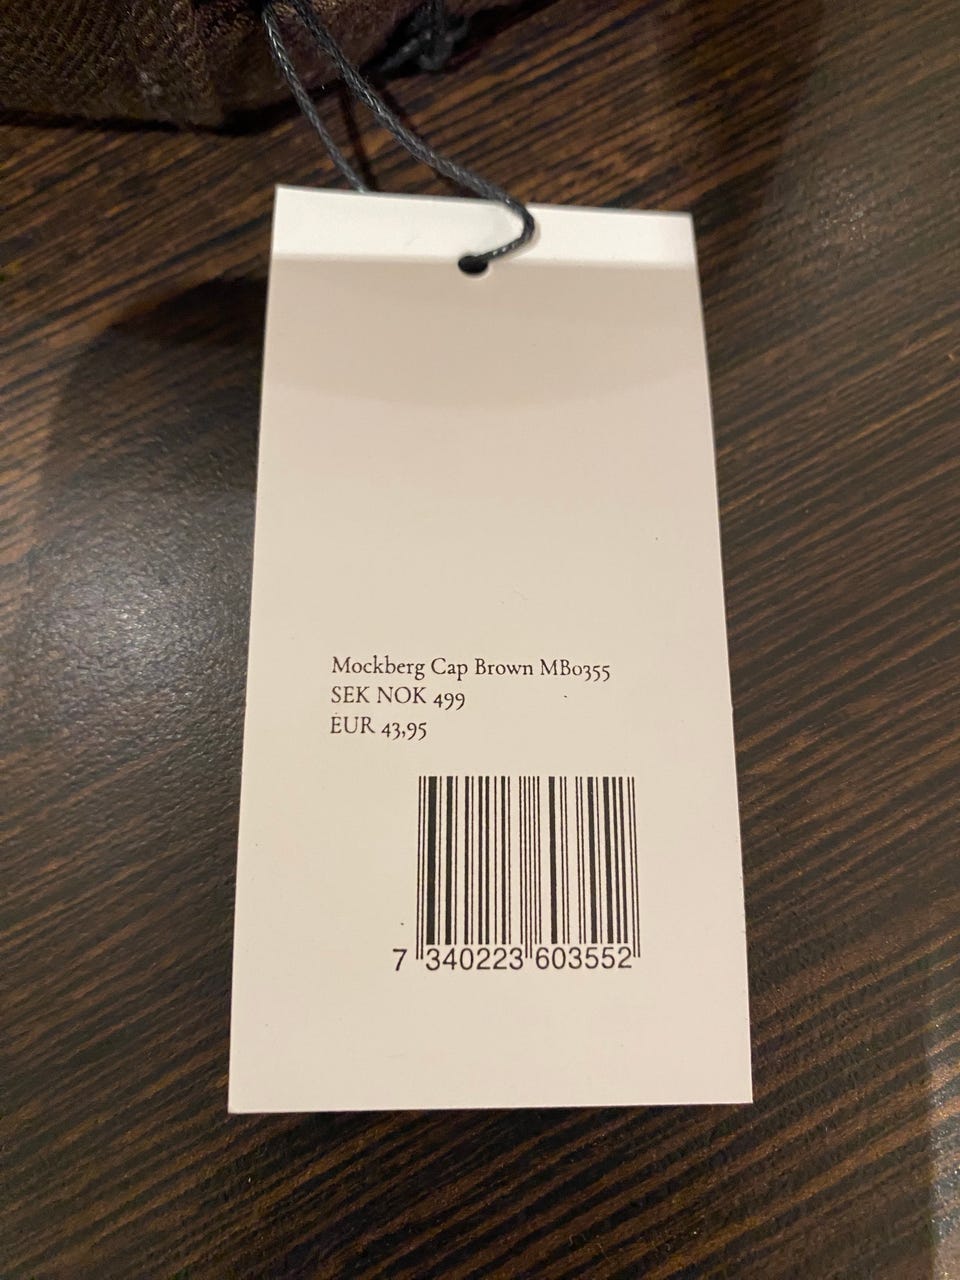 Mockberg Cap Brown MB0355
SEK NOK 499
EUR 43,95
7 340223 603552